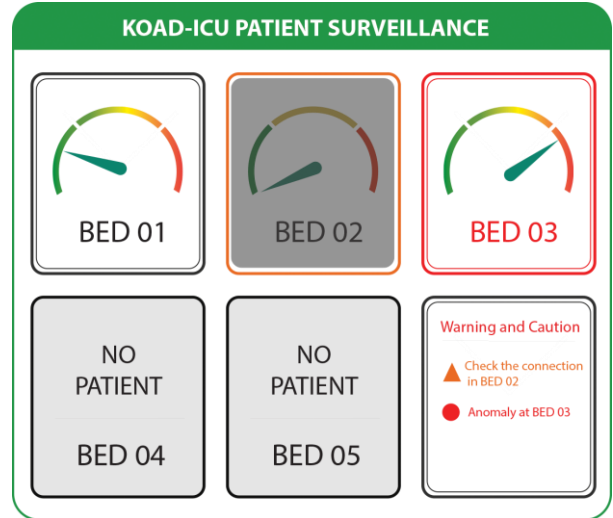 KOAD-ICU PATIENT SURVEILLANCE
BED 01
BED 02
BED 03
NO
PATIENT
BED 04
NO
PATIENT
BED 05
Warning and Caution
Check the connection
in BED 02
Anomaly at BED 03